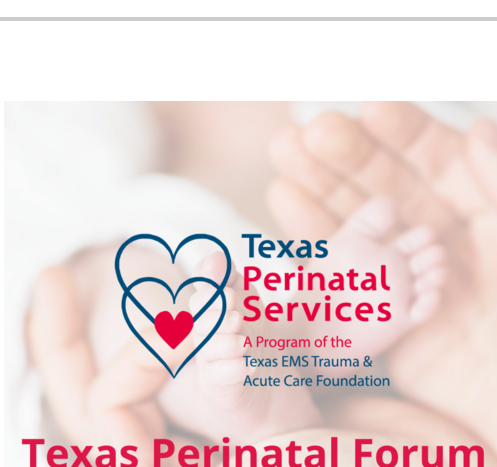 Texas
Perinatal
Services
A Program of the
Texas EMS Trauma &
Acute Care Foundation
Texas Perinatal Forum